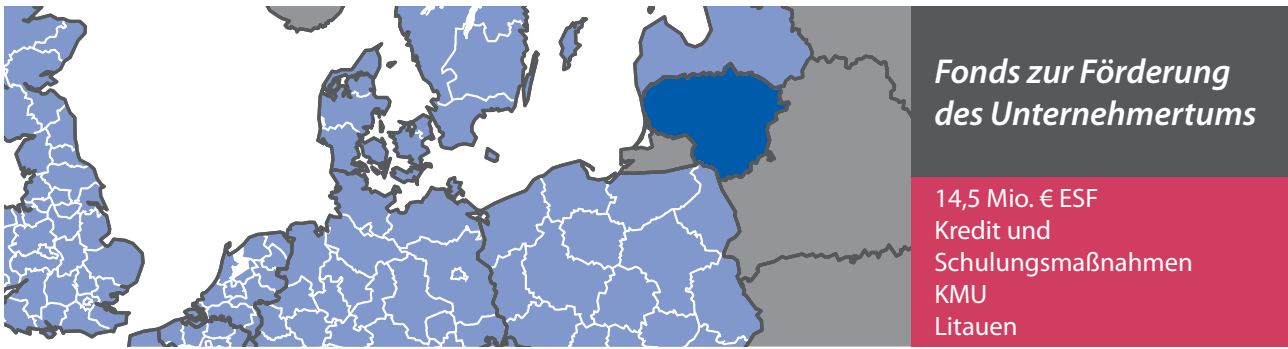 Fonds zur Förderung
des Unternehmertums
14,5 Mio. € ESF
Kredit und
Schulungsmaßnahmen
KMU
Litauen